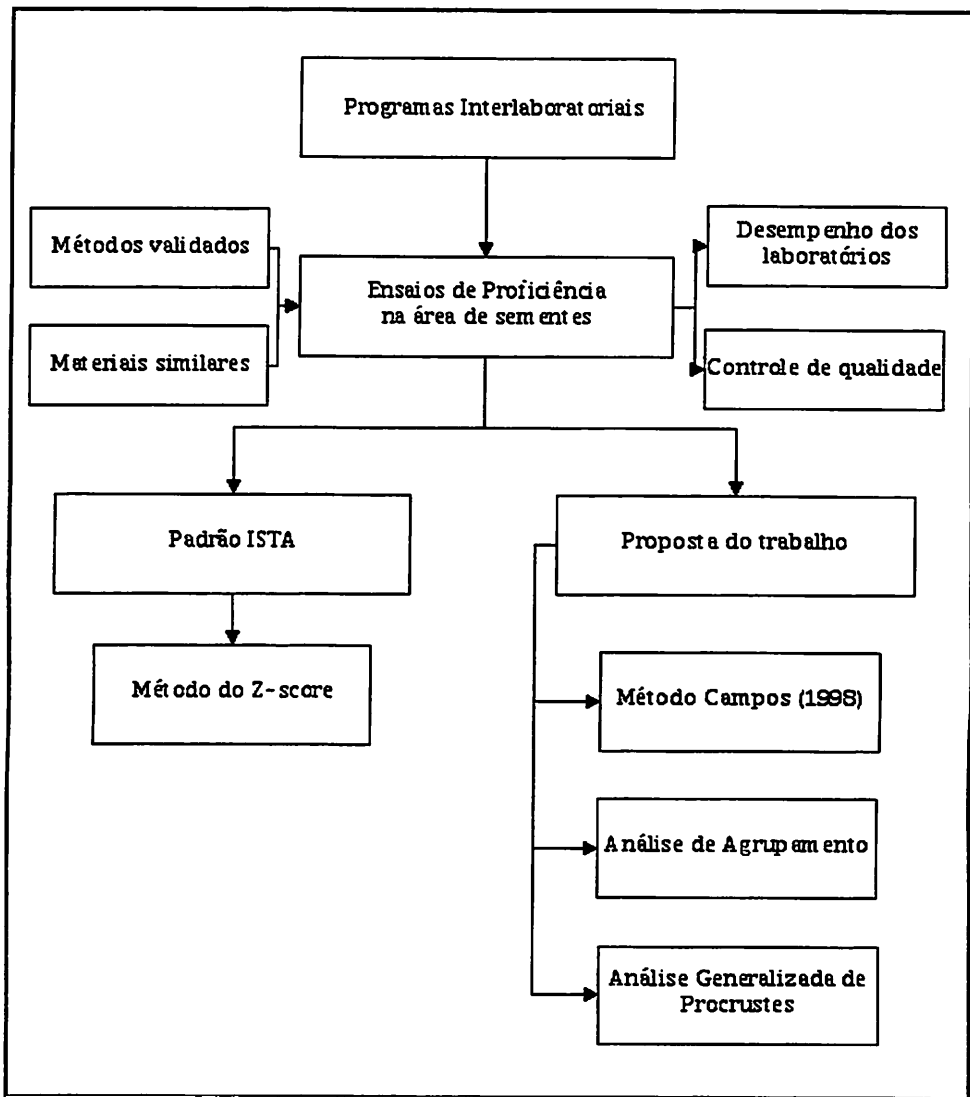 Programas Interlaboratoriais
Métodos validados
Materiais similares
Ensaios de Proficiência
na área de sementes
Desempenho dos
laboratórios
Controle de qualidade
Padrão ISTA
Método do Z-score
Proposta do trabalho
Método Campos (1998)
Análise de Agrupamento
Análise Generalizada de
Procrustes